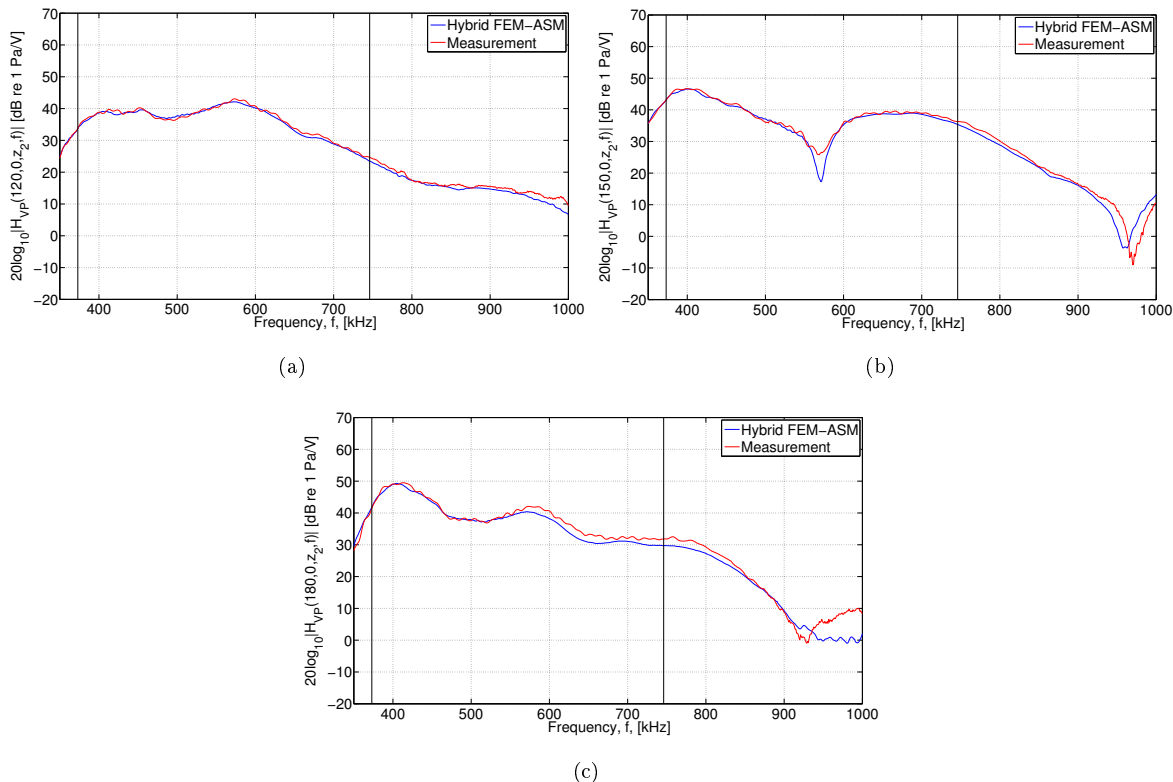 70
60
50
40
30
20
10
0
−10
−20
400 500 600 700 800 900 1000
Frequency, f, [kHz]
20log10|HVP(120,0,z2,f)| [dB re 1 Pa/V]
Hybrid FEM−ASM
Measurement
(a)
70
60
50
40
30
20
10
0
−10
−20
400 500 600 700 800 900 1000
Frequency, f, [kHz]
20log10|HVP(150,0,z2,f)| [dB re 1 Pa/V]
Hybrid FEM−ASM
Measurement
(b)
70
60
50
40
30
20
10
0
−10
−20
400 500 600 700 800 900 1000
Frequency, f, [kHz]
20log10|HVP(180,0,z2,f)| [dB re 1 Pa/V]
Hybrid FEM−ASM
Measurement
(c)